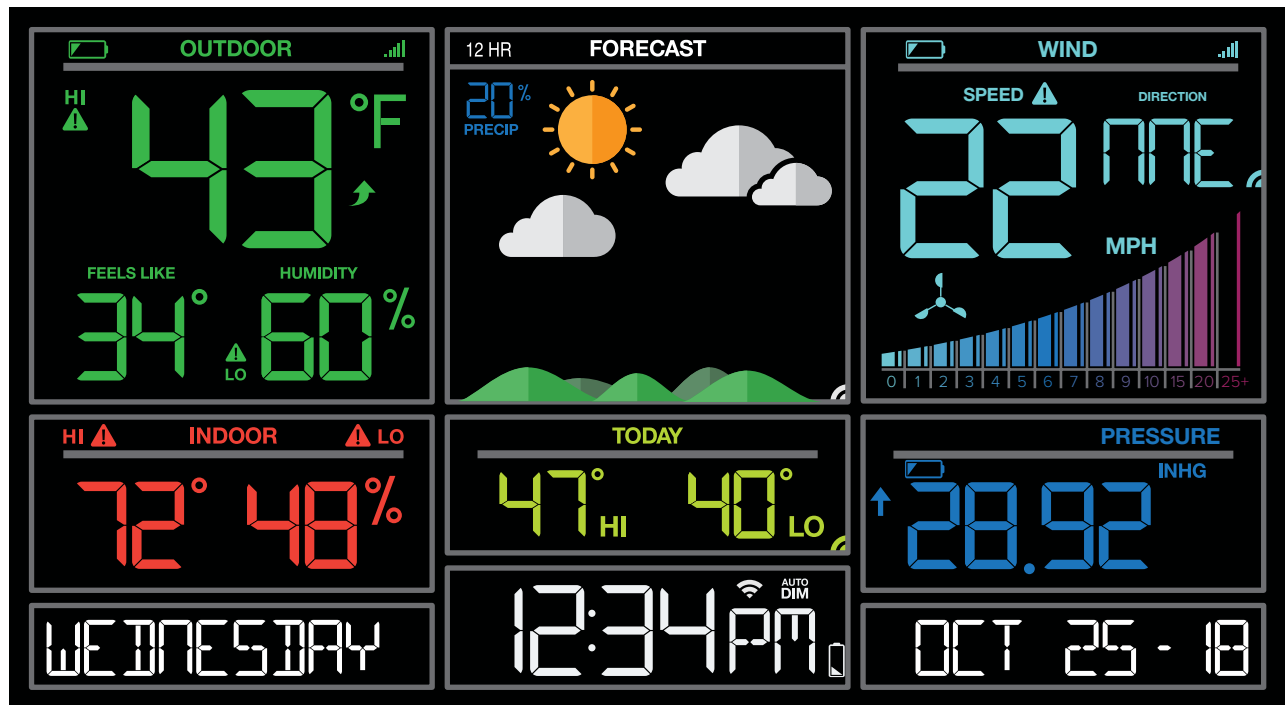 OUTDOOR
HI
43°F
FEELS LIKE
HUMIDITY
34°
LO
60%
12 HR FORECAST
20%
PRECIP
WIND
SPEED
DIRECTION
22
NNE
MPH
0 1 2 3 4 5 6 7 8 9 10 15 20 25+
HI INDOOR LO
72° 48%
TODAY
47° HI 40° LO
PRESSURE
INHG
28.92
WEDNESDAY
12:34 PM
AUTO
DIM
OCT 25-18